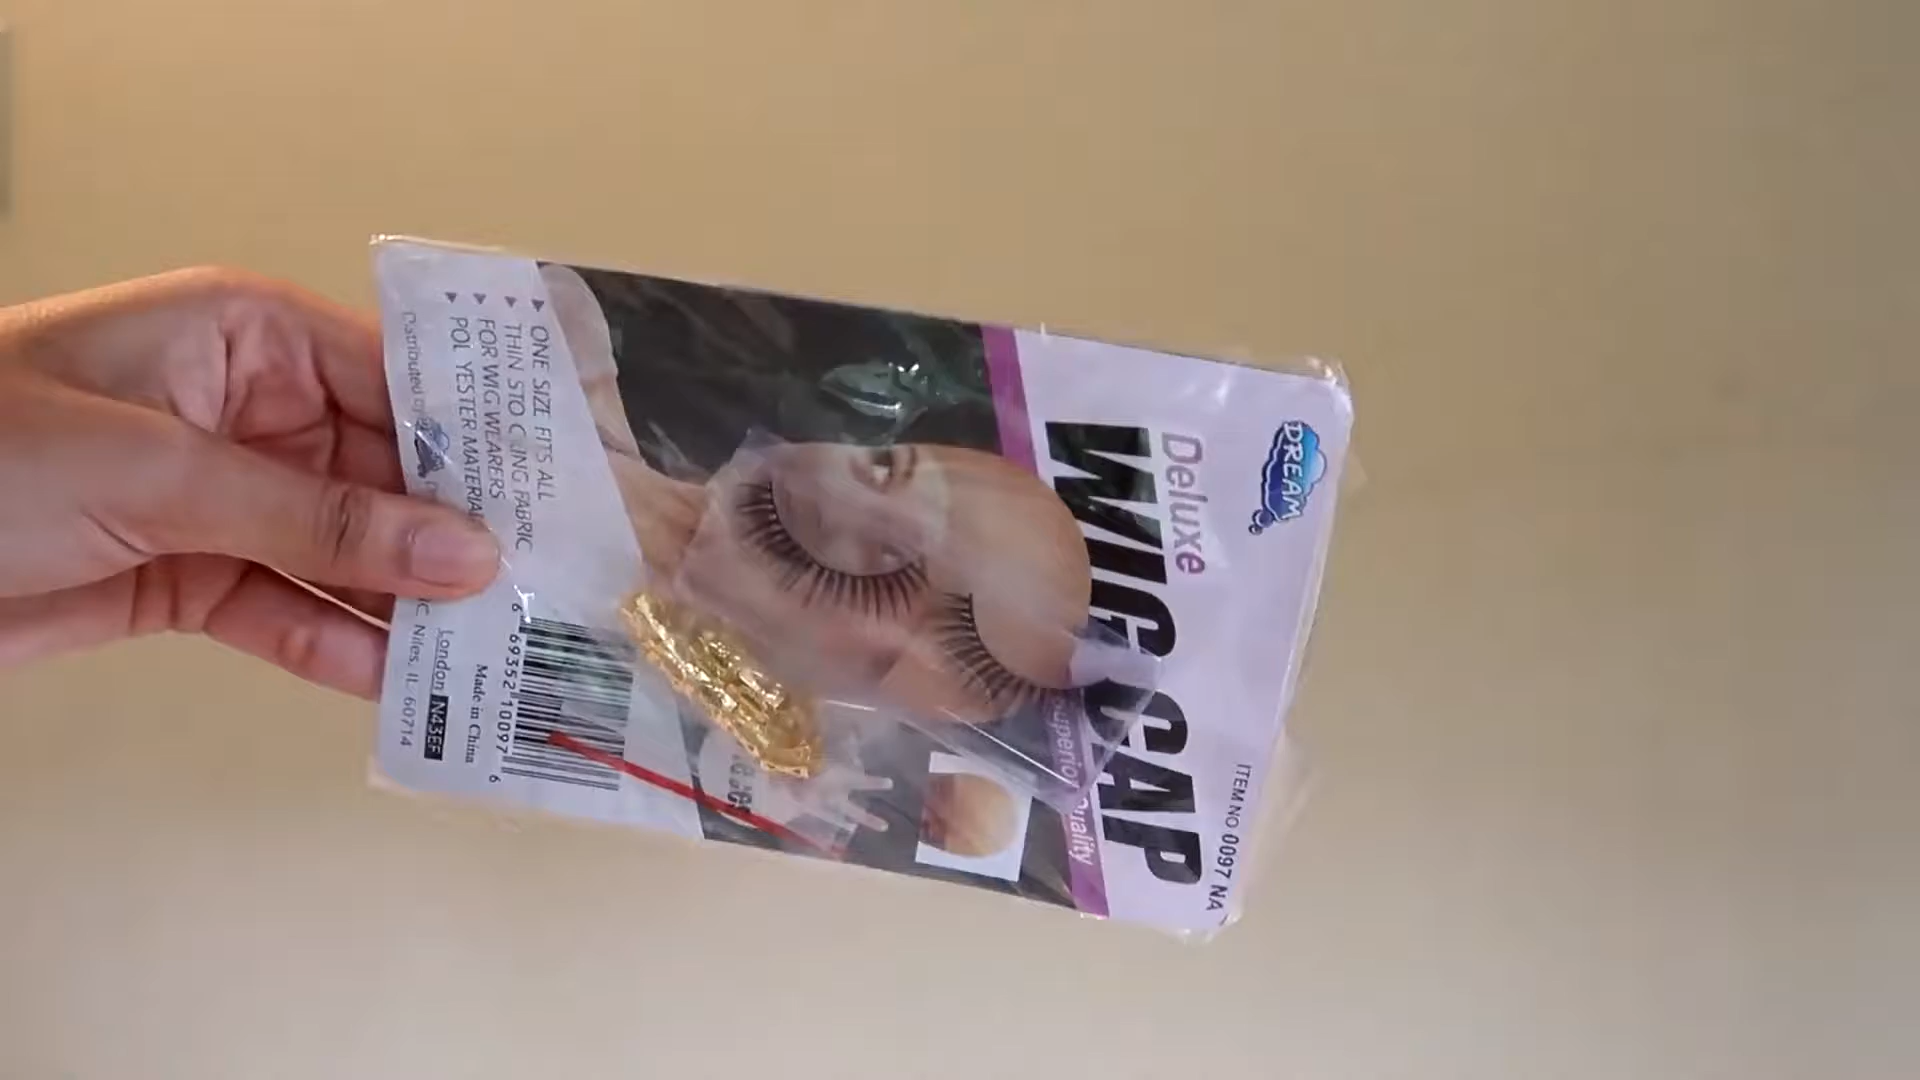 DREAM
ITEM NO 0097 NA
Deluxe
WIG CAP
Superior Quality
ONE SIZE FITS ALL
THIN STOCKING FABRIC
FOR WIG WEARERS
POLYESTER MATERIAL
6 69352 10097 6
Made in China
London N43EF
Distributed
Niles, IL 60714